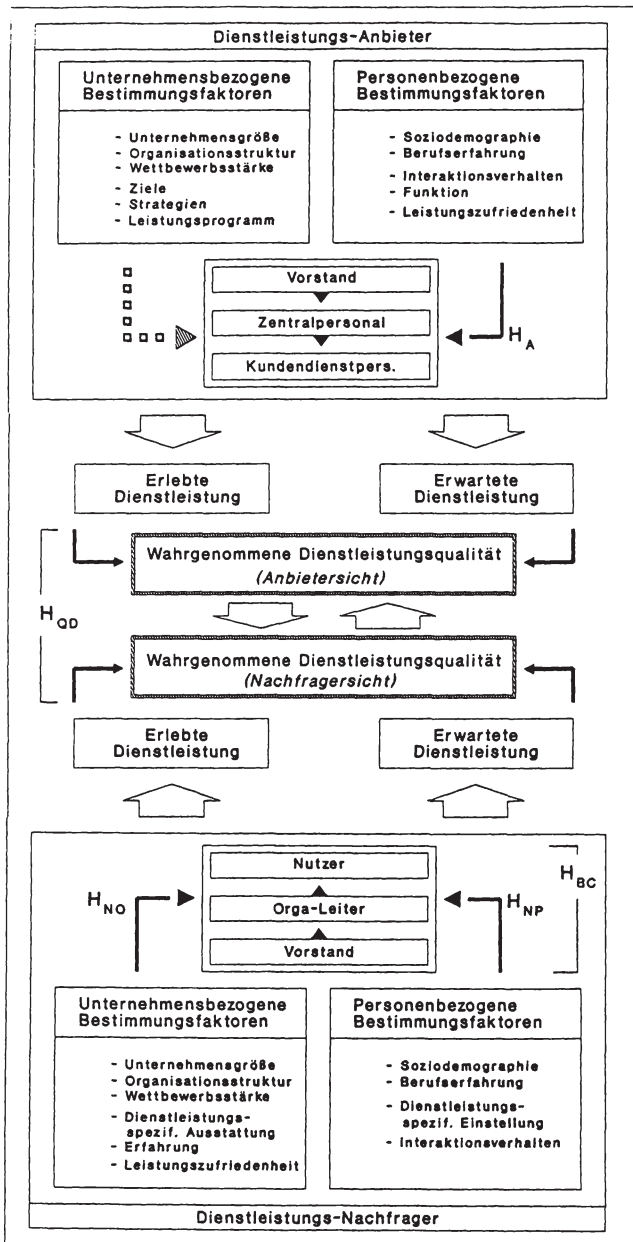 Dienstleistungs-Anbieter
Unternehmensbezogene
Bestimmungsfaktoren
- Unternehmensgröße
- Organisationsstruktur
- Wettbewerbsstärke
- Ziele
- Strategien
- Leistungsprogramm
Personenbezogene
Bestimmungsfaktoren
- Soziodemographie
- Berufserfahrung
- Interaktionsverhalten
- Funktion
- Leistungszufriedenheit
Vorstand
Zentralpersonal
Kundendienstpers.
H_A
Erlebte
Dienstleistung
Erwartete
Dienstleistung
Wahrgenommene Dienstleistungsqualität
(Anbietersicht)
H_QD
Wahrgenommene Dienstleistungsqualität
(Nachfragersicht)
Erlebte
Dienstleistung
Erwartete
Dienstleistung
Nutzer
Orga-Leiter
Vorstand
H_NO
H_NP
H_BC
Unternehmensbezogene
Bestimmungsfaktoren
- Unternehmensgröße
- Organisationsstruktur
- Wettbewerbsstärke
- Dienstleistungs-
spezif. Ausstattung
- Erfahrung
- Leistungszufriedenheit
Personenbezogene
Bestimmungsfaktoren
- Soziodemographie
- Berufserfahrung
- Dienstleistungs-
spezif. Einstellung
- Interaktionsverhalten
Dienstleistungs-Nachfrager